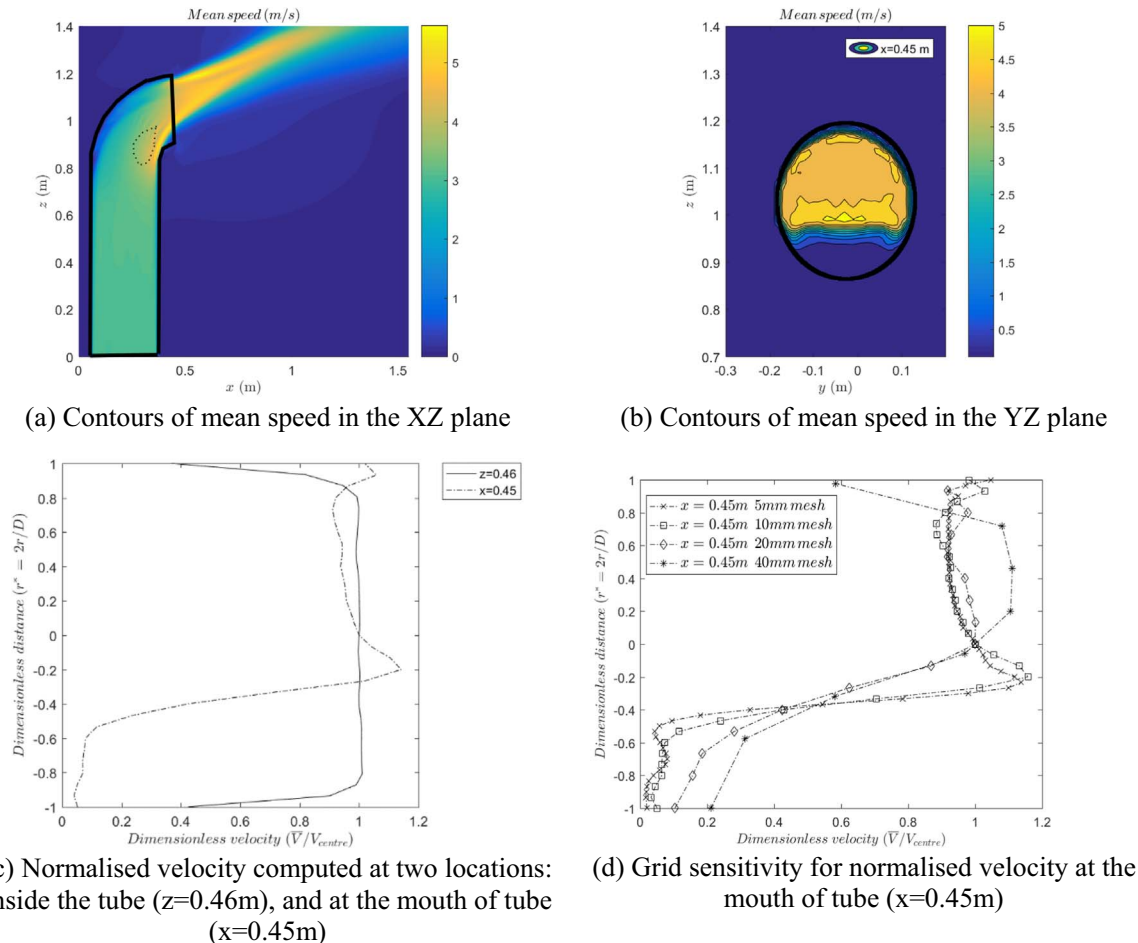 Mean speed (m/s)
1.4
1.2
1
0.8
0.6
0.4
0.2
0
z (m)
0
0.5
1
1.5
x (m)
5
4
3
2
1
0
(a) Contours of mean speed in the XZ plane
Mean speed (m/s)
x=0.45 m
1.4
1.3
1.2
1.1
1
0.9
0.8
0.7
z (m)
-0.3 -0.2 -0.1 0 0.1
y (m)
5
4.5
4
3.5
3
2.5
2
1.5
1
0.5
(b) Contours of mean speed in the YZ plane
z=0.46
x=0.45
1
0.8
0.6
0.4
0.2
0
-0.2
-0.4
-0.6
-0.8
-1
Dimensionless distance (r* = 2r/D)
0 0.2 0.4 0.6 0.8 1 1.2
Dimensionless velocity (V̅/Vcentre)
c) Normalised velocity computed at two locations:
nside the tube (z=0.46m), and at the mouth of tube
(x=0.45m)
x = 0.45m 5mm mesh
x = 0.45m 10mm mesh
x = 0.45m 20mm mesh
x = 0.45m 40mm mesh
1
0.8
0.6
0.4
0.2
0
-0.2
-0.4
-0.6
-0.8
-1
Dimensionless distance (r* = 2r/D)
0 0.2 0.4 0.6 0.8 1 1.2
Dimensionless velocity (V̅/Vcentre)
(d) Grid sensitivity for normalised velocity at the
mouth of tube (x=0.45m)